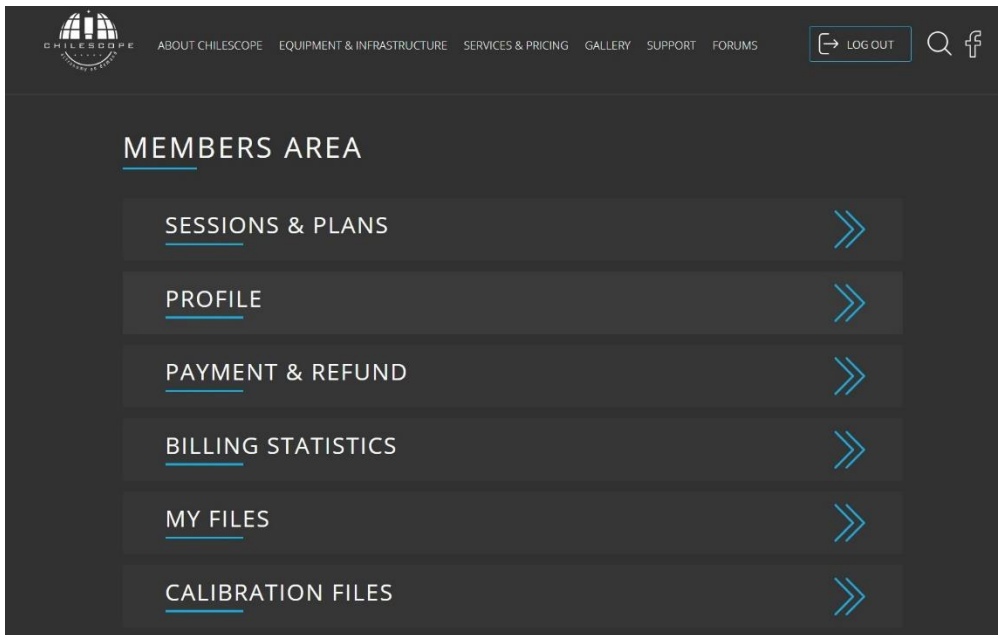 CHILESCOPE
ABOUT CHILESCOPE EQUIPMENT & INFRASTRUCTURE SERVICES & PRICING GALLERY SUPPORT FORUMS LOG OUT
MEMBERS AREA
SESSIONS & PLANS
PROFILE
PAYMENT & REFUND
BILLING STATISTICS
MY FILES
CALIBRATION FILES